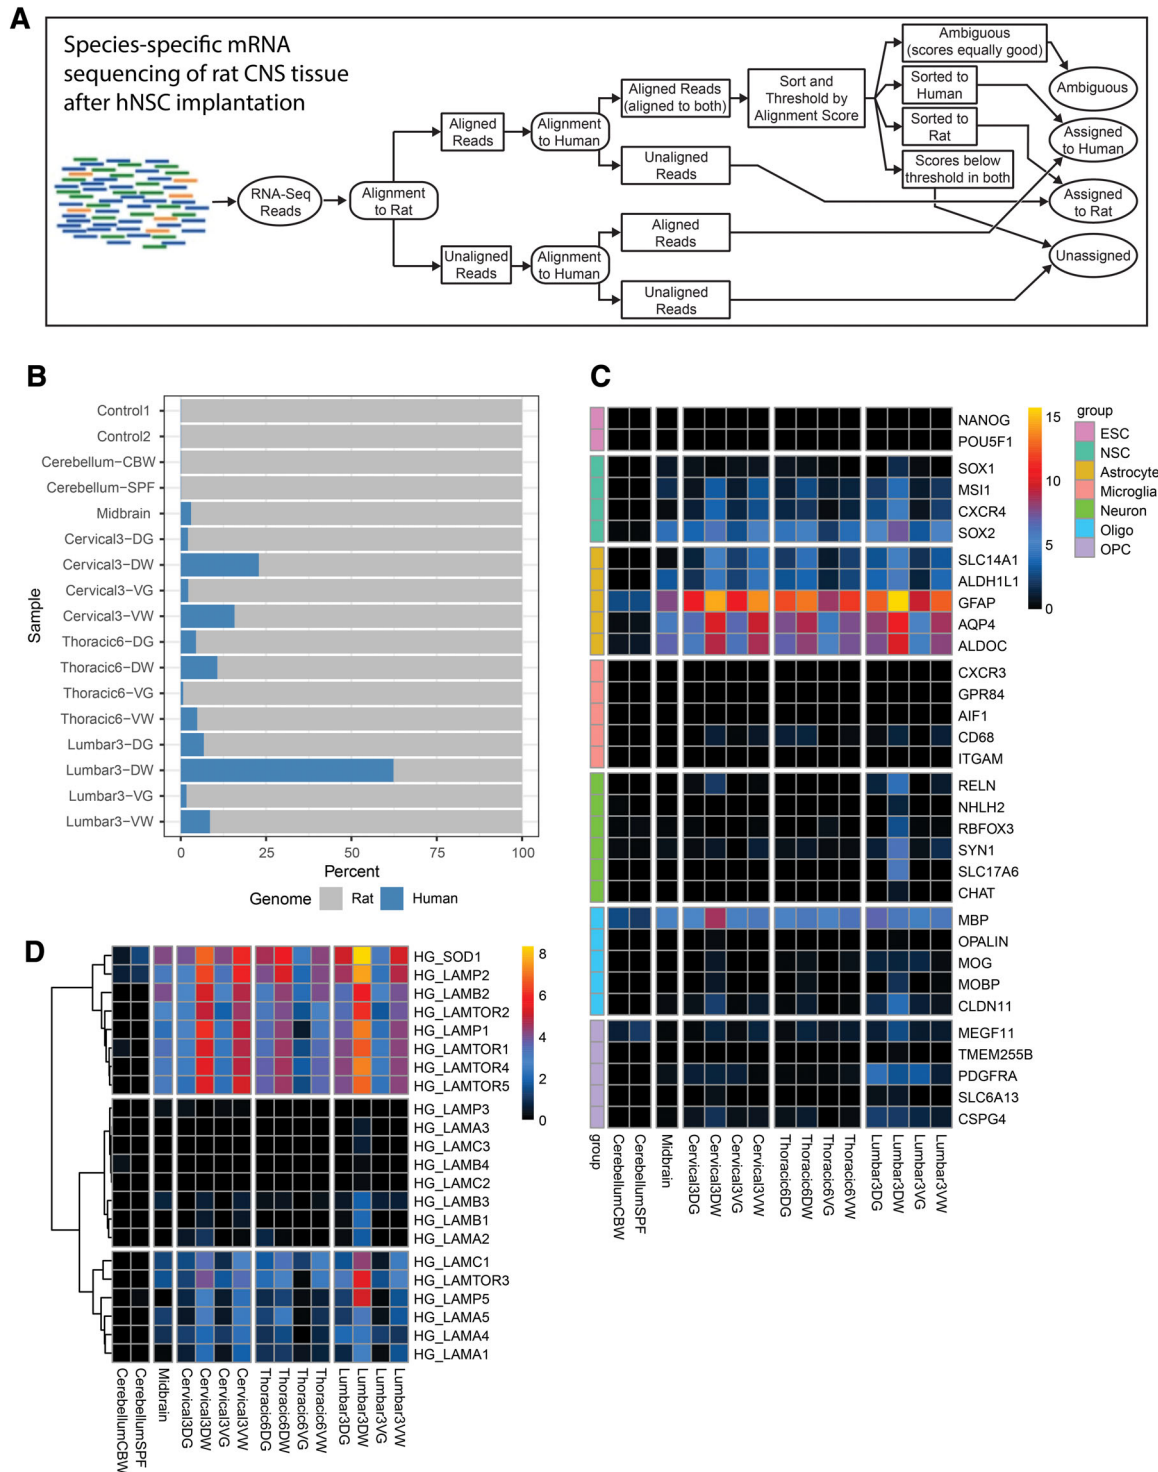 A
Species-specific mRNA
sequencing of rat CNS tissue
after hNSC implantation
RNA-Seq
Reads
Alignment
to Rat
Aligned
Reads
Alignment
to Human
Unaligned
Reads
Alignment
to Human
Aligned Reads
(aligned to both)
Unaligned
Reads
Aligned
Reads
Unaligned
Reads
Sort and
Threshold by
Alignment Score
Ambiguous
(scores equally good)
Sorted to
Human
Sorted to
Rat
Scores below
threshold in both
Ambiguous
Assigned
to Human
Assigned
to Rat
Unassigned
B
Sample
Control1
Control2
Cerebellum−CBW
Cerebellum−SPF
Midbrain
Cervical3−DG
Cervical3−DW
Cervical3−VG
Cervical3−VW
Thoracic6−DG
Thoracic6−DW
Thoracic6−VG
Thoracic6−VW
Lumbar3−DG
Lumbar3−DW
Lumbar3−VG
Lumbar3−VW
0 25 50 75 100
Percent
Genome Rat Human
C
NANOG
POU5F1
SOX1
MSI1
CXCR4
SOX2
SLC14A1
ALDH1L1
GFAP
AQP4
ALDOC
CXCR3
GPR84
AIF1
CD68
ITGAM
RELN
NHLH2
RBFOX3
SYN1
SLC17A6
CHAT
MBP
OPALIN
MOG
MOBP
CLDN11
MEGF11
TMEM255B
PDGFRA
SLC6A13
CSPG4
15
10
5
0
group
ESC
NSC
Astrocyte
Microglia
Neuron
Oligo
OPC
group
CerebellumCBW
CerebellumSPF
Midbrain
Cervical3DG
Cervical3DW
Cervical3VG
Cervical3VW
Thoracic6DG
Thoracic6DW
Thoracic6VG
Thoracic6VW
Lumbar3DG
Lumbar3DW
Lumbar3VG
Lumbar3VW
D
HG_SOD1
HG_LAMP2
HG_LAMB2
HG_LAMTOR2
HG_LAMP1
HG_LAMTOR1
HG_LAMTOR4
HG_LAMTOR5
HG_LAMP3
HG_LAMA3
HG_LAMC3
HG_LAMB4
HG_LAMC2
HG_LAMB3
HG_LAMB1
HG_LAMA2
HG_LAMC1
HG_LAMTOR3
HG_LAMP5
HG_LAMA5
HG_LAMA4
HG_LAMA1
8
6
4
2
0
CerebellumCBW
CerebellumSPF
Midbrain
Cervical3DG
Cervical3DW
Cervical3VG
Cervical3VW
Thoracic6DG
Thoracic6DW
Thoracic6VG
Thoracic6VW
Lumbar3DG
Lumbar3DW
Lumbar3VG
Lumbar3VW